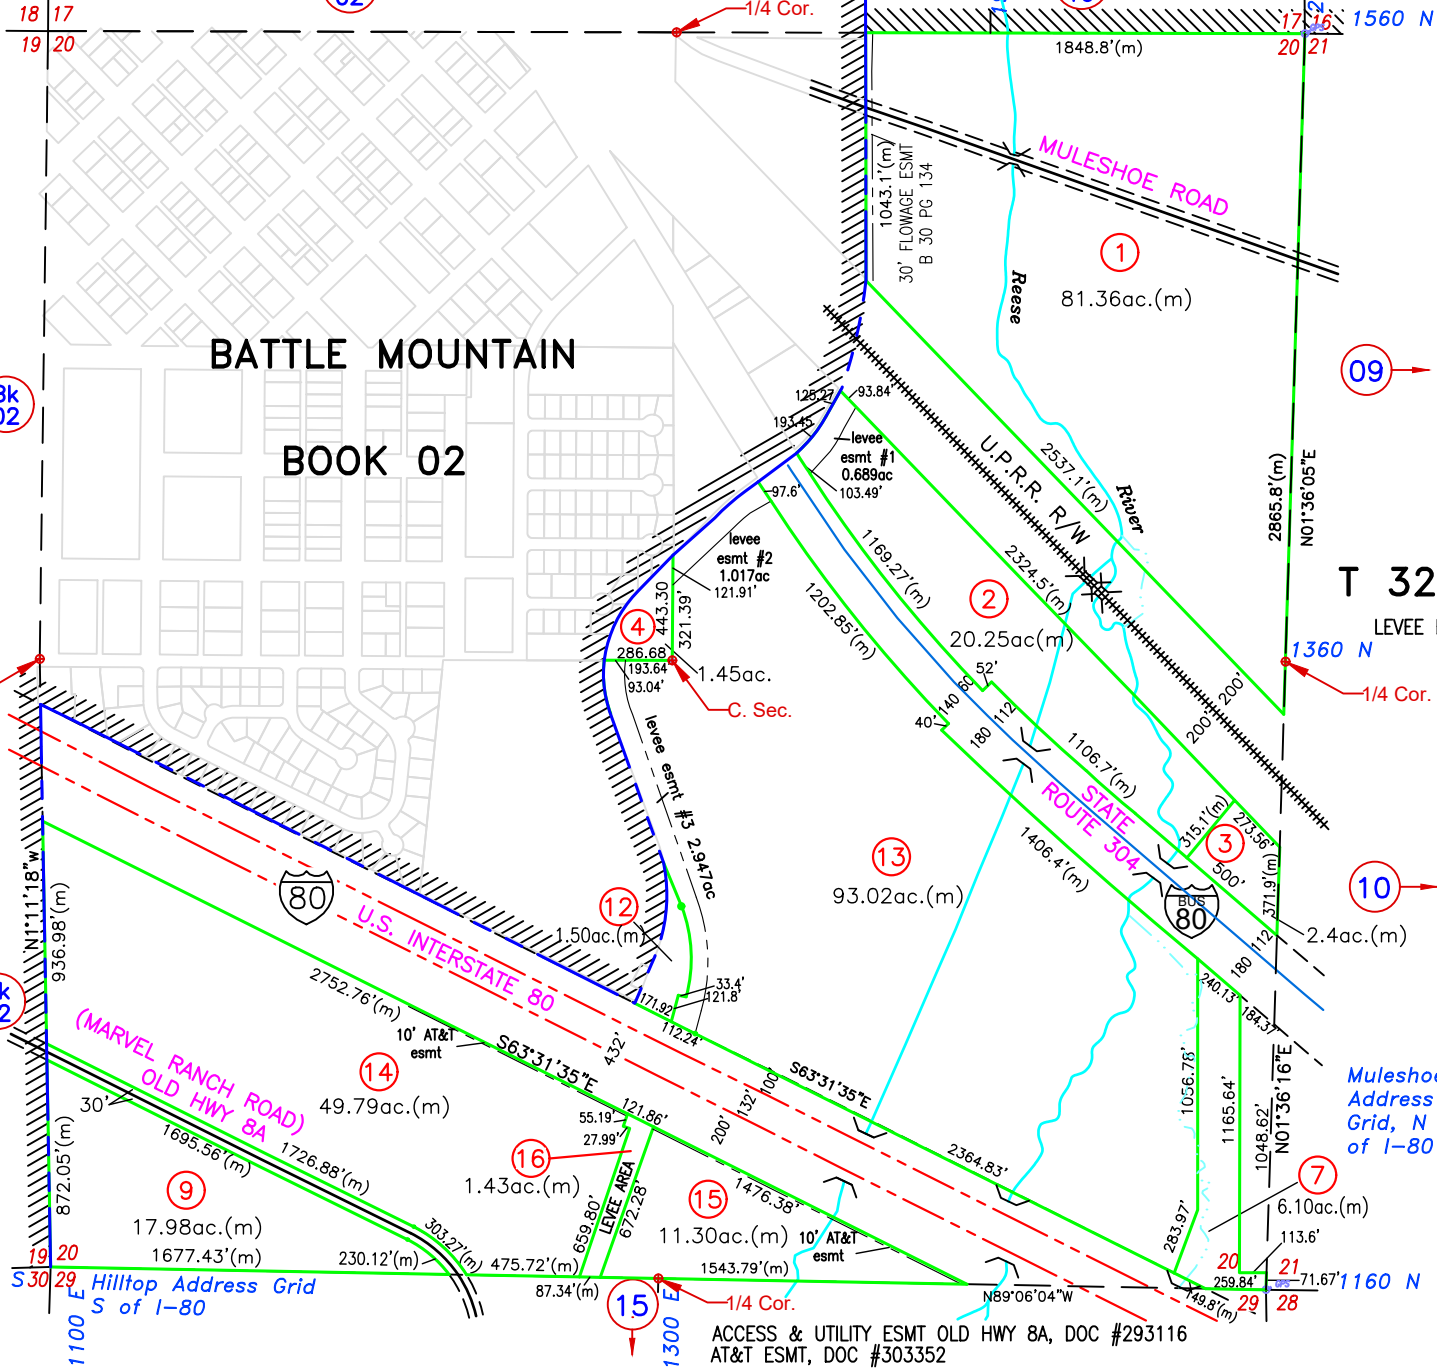 02
1/4 Cor.
18 17
19 20
17 16
20 21
1560 N
1848.8'(m)
MULESHOE ROAD
1043.1'(m)
30' FLOWAGE ESMT
B 30 PG 134
1
81.36ac.(m)
Reese
River
BATTLE MOUNTAIN
BOOK 02
09
02
125.27
93.84'
193.45
levee
esmt #1
0.689ac
103.49'
97.6'
U.P.R.R. R/W
2537.1'(m)
2865.8'(m)
N01°36'05"E
levee
esmt #2
1.017ac
121.91'
1169.27'(m)
2324.5'(m)
1202.85'(m)
2
20.25ac(m)
T 32
LEVEE
443.30
321.39'
4
286.68
193.64
93.04'
1.45ac.
C. Sec.
1360 N
1/4 Cor.
52'
60
140
40'
180
112
200'
200'
levee esmt #3 2.947ac
1106.7'(m)
STATE
ROUTE 304
1406.4'(m)
315.1'(m)
273.56'
3
500'
371.9'(m)
2.4ac.(m)
10
13
93.02ac.(m)
BUS
80
112
180
80
U.S. INTERSTATE 80
12
1.50ac.(m)
33.4'
121.8'
171.92
112.24'
N1°11'18"W
936.98'(m)
2752.76'(m)
10' AT&T
esmt
S63°31'35"E
432'
S63°31'35"E
100'
132'
200'
240.13'
184.37'
(MARVEL RANCH ROAD)
OLD HWY 8A
30'
14
49.79ac.(m)
121.86'
55.19'
27.99'
1056.78'
1165.64'
1048.62'
N01°36'16"E
Address
Grid, N
of I-80
872.05'(m)
1695.56'(m)
1726.88'(m)
9
17.98ac.(m)
1677.43'(m)
303.27'(m)
230.12'(m)
16
1.43ac.(m)
LEVEE AREA
659.80'
672.28'
475.72'(m)
87.34'(m)
1476.38'
15
11.30ac.(m)
10' AT&T
esmt
1543.79'(m)
2364.83'
283.97'
7
6.10ac.(m)
113.6'
20 21
29 28
259.84'
71.67'
GPS
1160 N
149.8'(m)
N89°06'04"W
19 20
S30 29
Hilltop Address Grid
S of I-80
1100 E
1300 E
15
1/4 Cor.
ACCESS & UTILITY ESMT OLD HWY 8A, DOC #293116
AT&T ESMT, DOC #303352